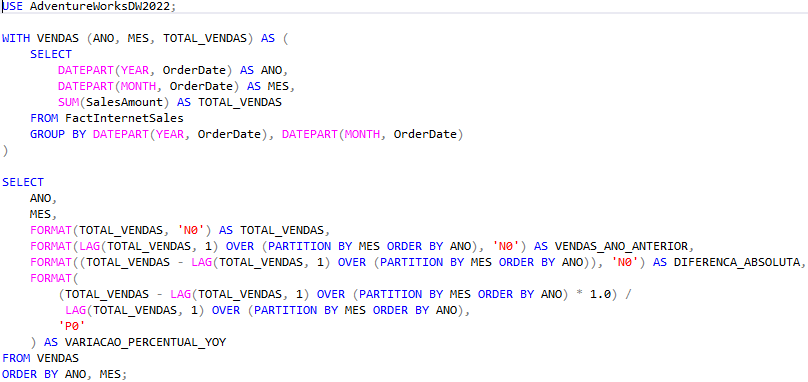 USE AdventureWorksDW2022;
WITH VENDAS (ANO, MES, TOTAL_VENDAS) AS (
    SELECT
        DATEPART(YEAR, OrderDate) AS ANO,
        DATEPART(MONTH, OrderDate) AS MES,
        SUM(SalesAmount) AS TOTAL_VENDAS
    FROM FactInternetSales
    GROUP BY DATEPART(YEAR, OrderDate), DATEPART(MONTH, OrderDate)
)
SELECT
    ANO,
    MES,
    FORMAT(TOTAL_VENDAS, 'N0') AS TOTAL_VENDAS,
    FORMAT(LAG(TOTAL_VENDAS, 1) OVER (PARTITION BY MES ORDER BY ANO), 'N0') AS VENDAS_ANO_ANTERIOR,
    FORMAT((TOTAL_VENDAS - LAG(TOTAL_VENDAS, 1) OVER (PARTITION BY MES ORDER BY ANO)), 'N0') AS DIFERENCA_ABSOLUTA,
    FORMAT(
        (TOTAL_VENDAS - LAG(TOTAL_VENDAS, 1) OVER (PARTITION BY MES ORDER BY ANO) * 1.0) /
         LAG(TOTAL_VENDAS, 1) OVER (PARTITION BY MES ORDER BY ANO),
        'P0'
    ) AS VARIACAO_PERCENTUAL_YOY
FROM VENDAS
ORDER BY ANO, MES;